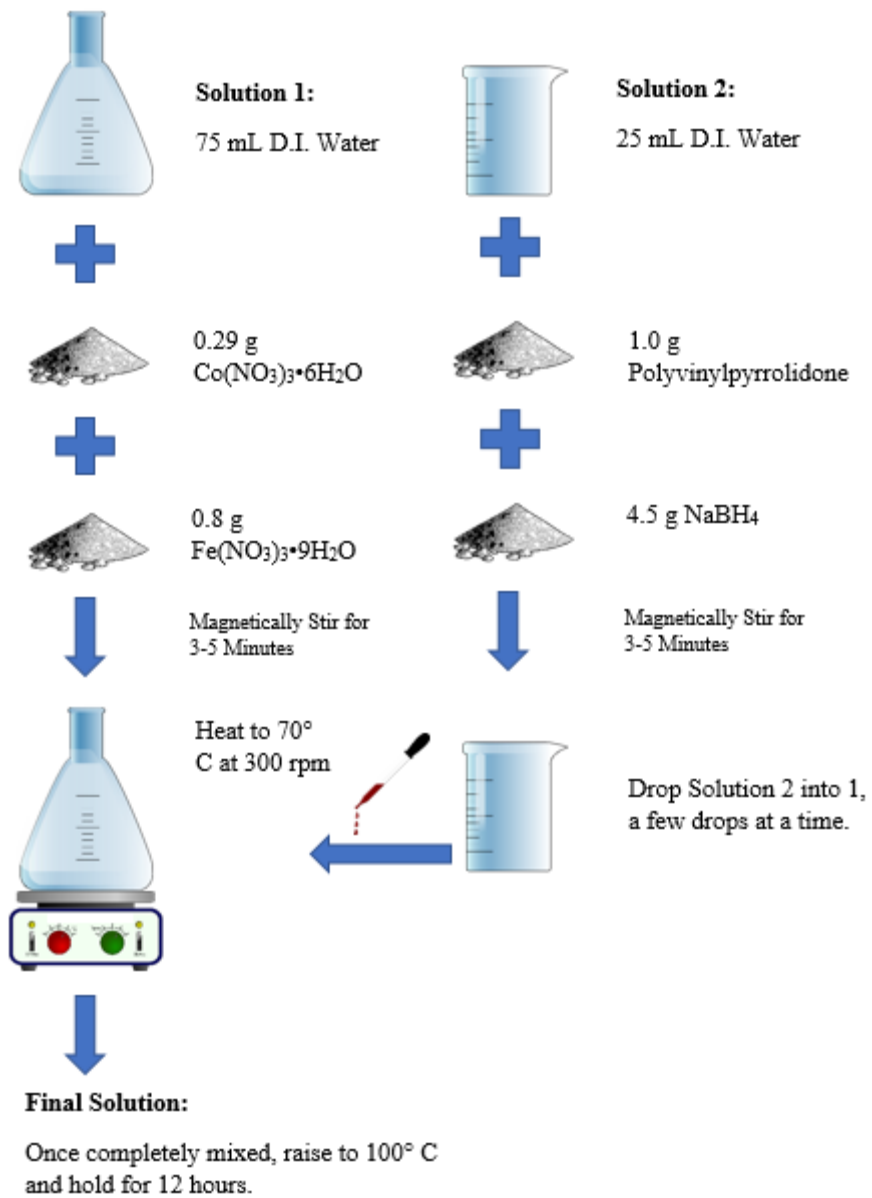 Solution 1:
75 mL D.I. Water
Solution 2:
25 mL D.I. Water
0.29 g
Co(NO₃)₃•6H₂O
1.0 g
Polyvinylpyrrolidone
0.8 g
Fe(NO₃)₃•9H₂O
4.5 g NaBH₄
Magnetically Stir for
3-5 Minutes
Magnetically Stir for
3-5 Minutes
Heat to 70°
C at 300 rpm
Drop Solution 2 into 1,
a few drops at a time.
Final Solution:
Once completely mixed, raise to 100° C
and hold for 12 hours.